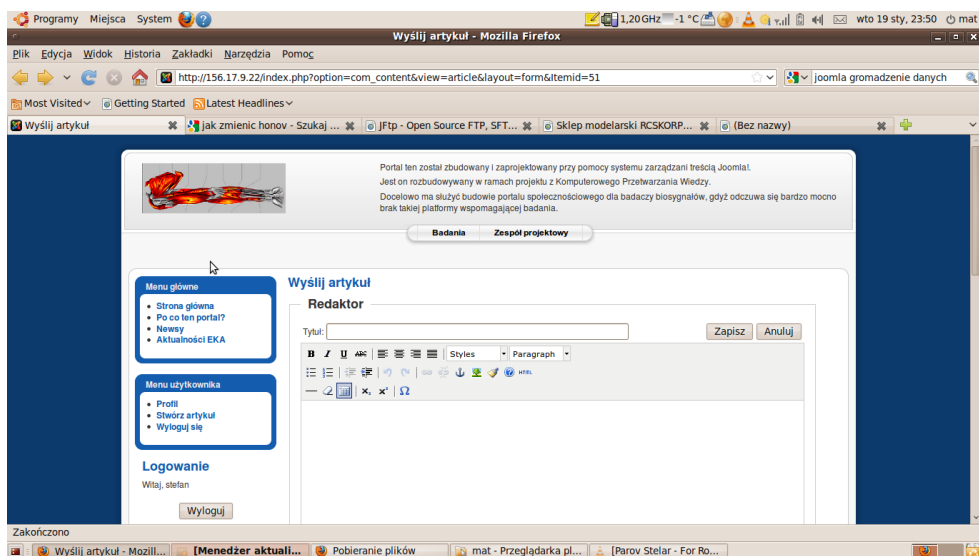 Programy Miejsca System 1,20 GHz -1 °C wto 19 sty, 23:50 mat
Wyślij artykuł - Mozilla Firefox
Plik Edycja Widok Historia Zakładki Narzędzia Pomoc
http://156.17.9.22/index.php?option=com_content&view=article&layout=form&Itemid=51 joomla gromadzenie danych
Most Visited Getting Started Latest Headlines
Wyślij artykuł jak zmienic honov - Szukaj ... JFtp - Open Source FTP, SFT... Sklep modelarski RCSKORP... (Bez nazwy)
Portal ten został zbudowany i zaprojektowany przy pomocy systemu zarządzani treścią Joomla!.
Jest on rozbudowywany w ramach projektu z Komputerowego Przetwarzania Wiedzy.
Docelowo ma służyć budowie portalu społecznościowego dla badaczy biosygnałów, gdyż odczuwa się bardzo mocno
brak takiej platformy wspomagającej badania.
Badania Zespół projektowy
Menu główne
Strona główna
Po co ten portal?
Newsy
Aktualności EKA
Menu użytkownika
Profil
Stwórz artykuł
Wyloguj się
Logowanie
Witaj, stefan
Wyloguj
Wyślij artykuł
Redaktor
Tytuł: Zapisz Anuluj
B I U ABC Styles Paragraph
HTML
x₂ x² Ω
Zakończono
Wyślij artykuł - Mozill... [Menedżer aktuali... Pobieranie plików mat - Przeglądarka pl... [Parov Stelar - For Ro...